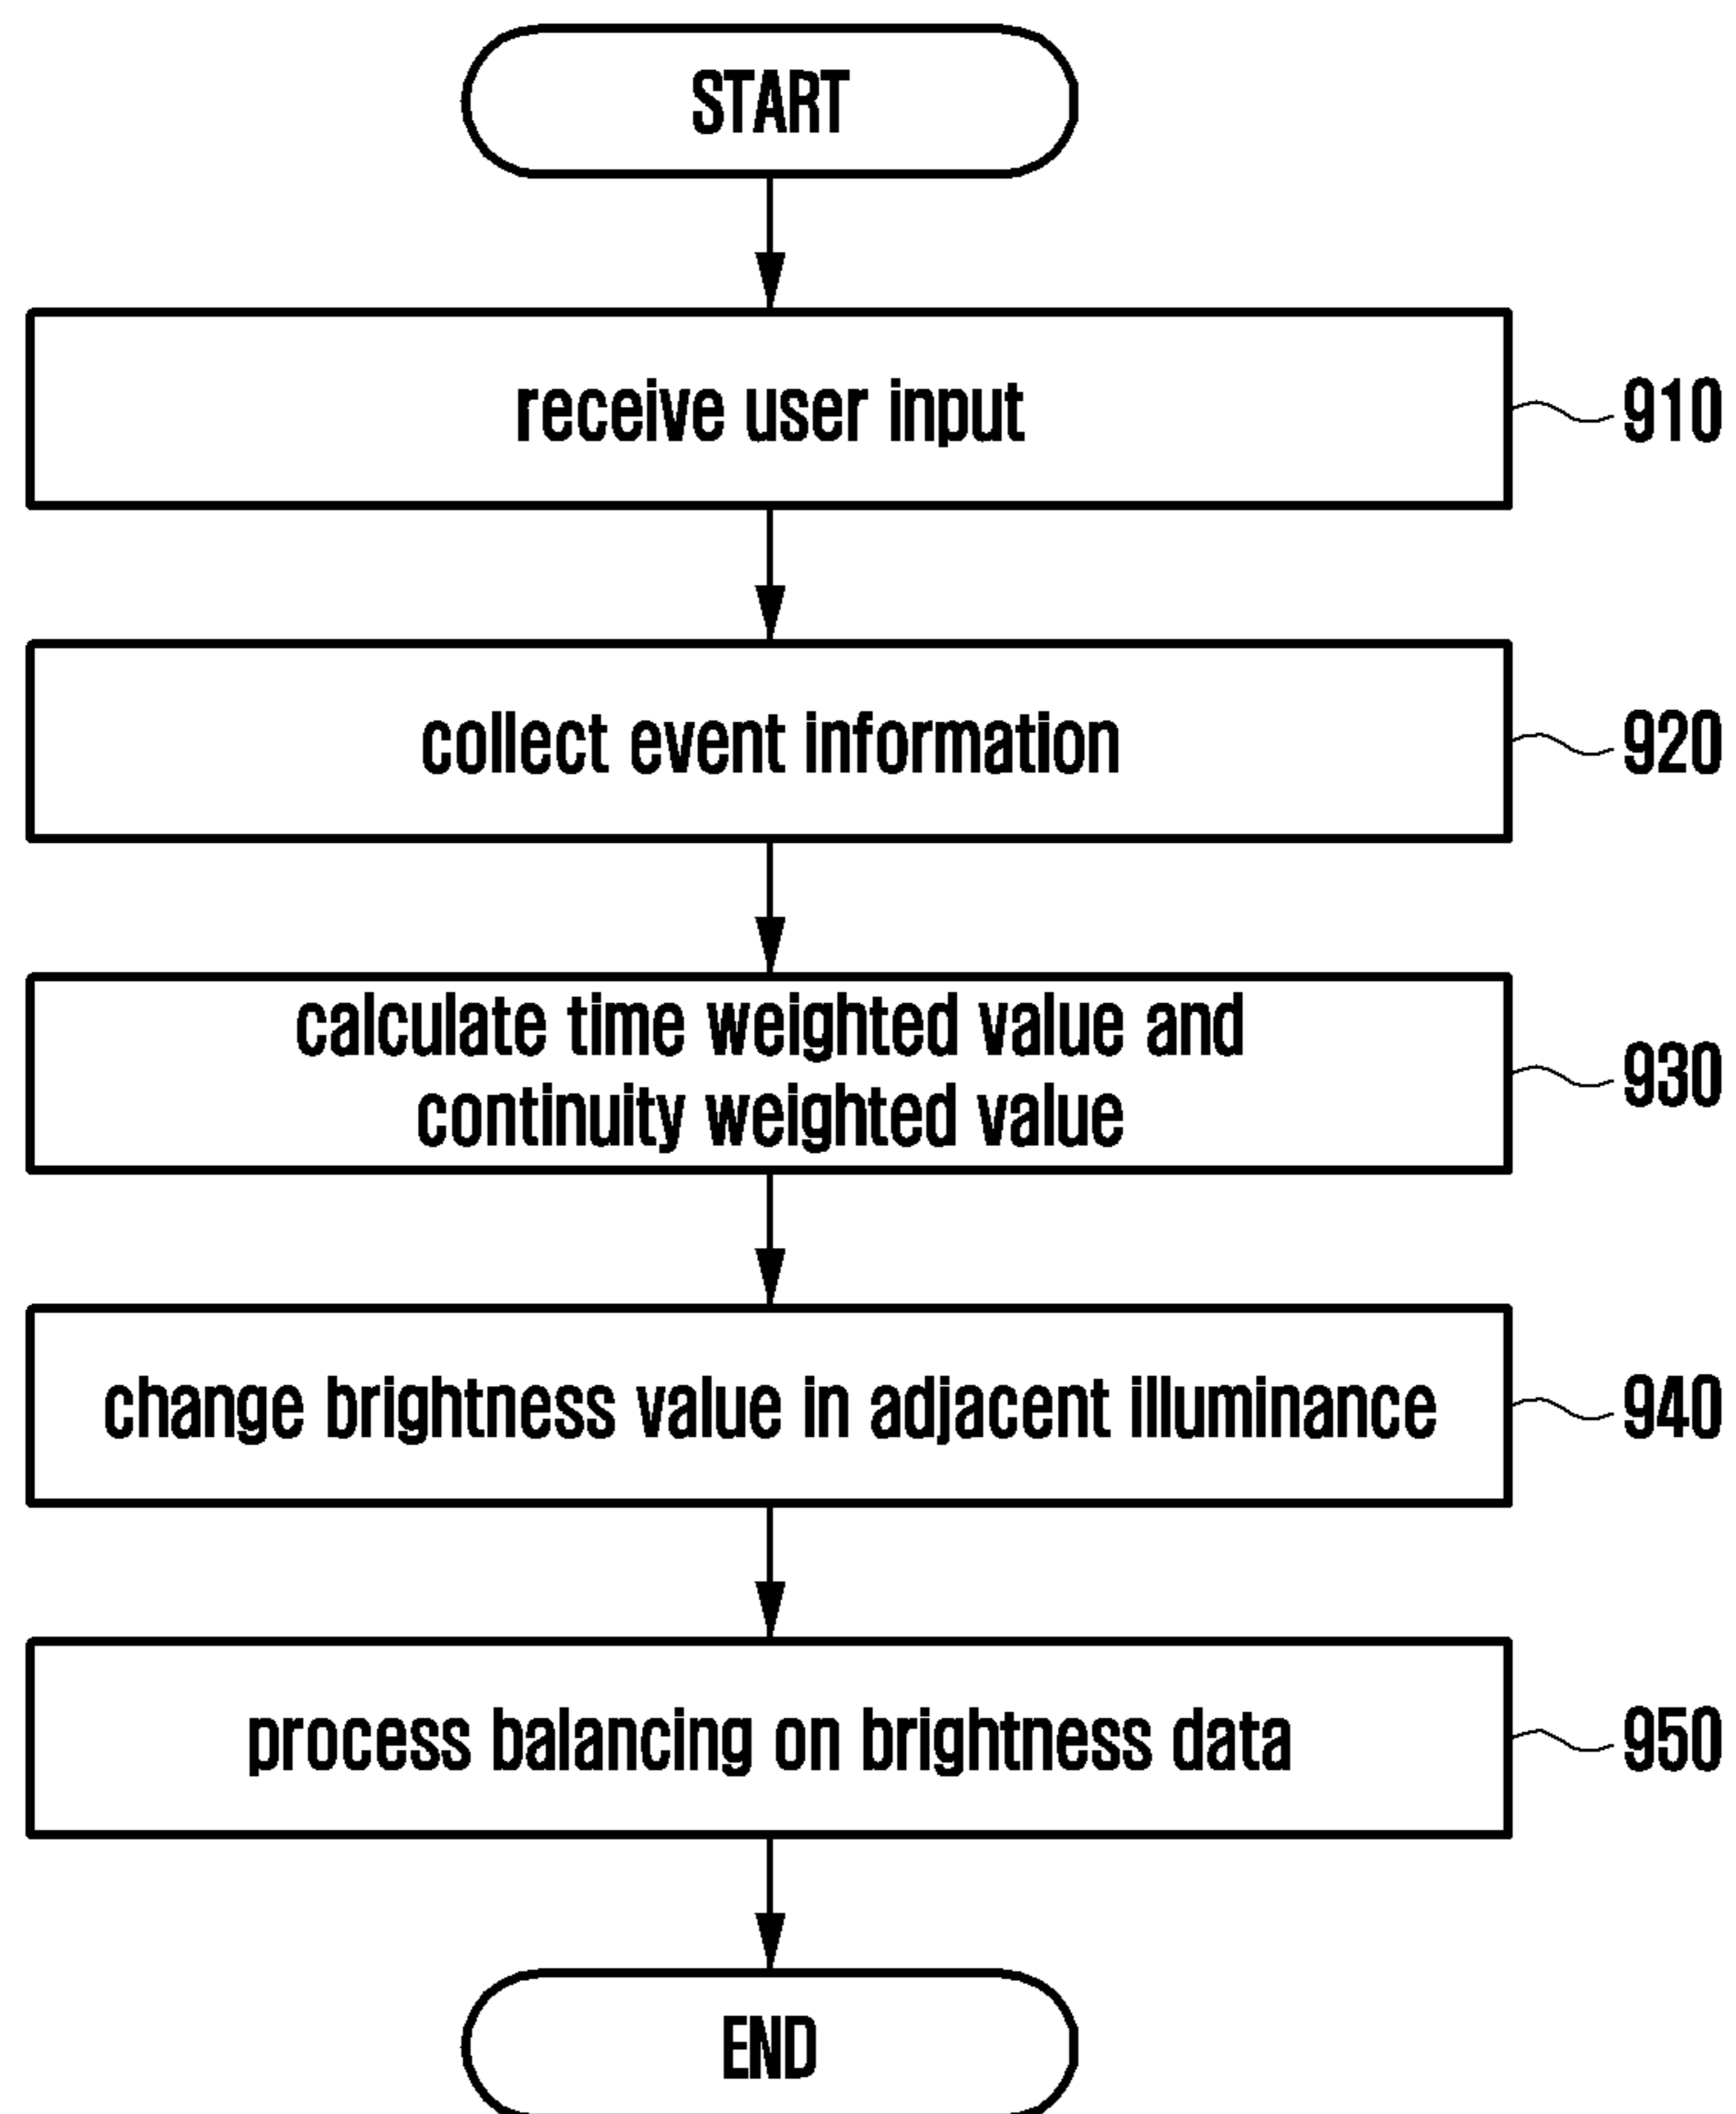 START
receive user input
910
collect event information
920
calculate time weighted value and
continuity weighted value
930
change brightness value in adjacent illuminance
940
process balancing on brightness data
950
END